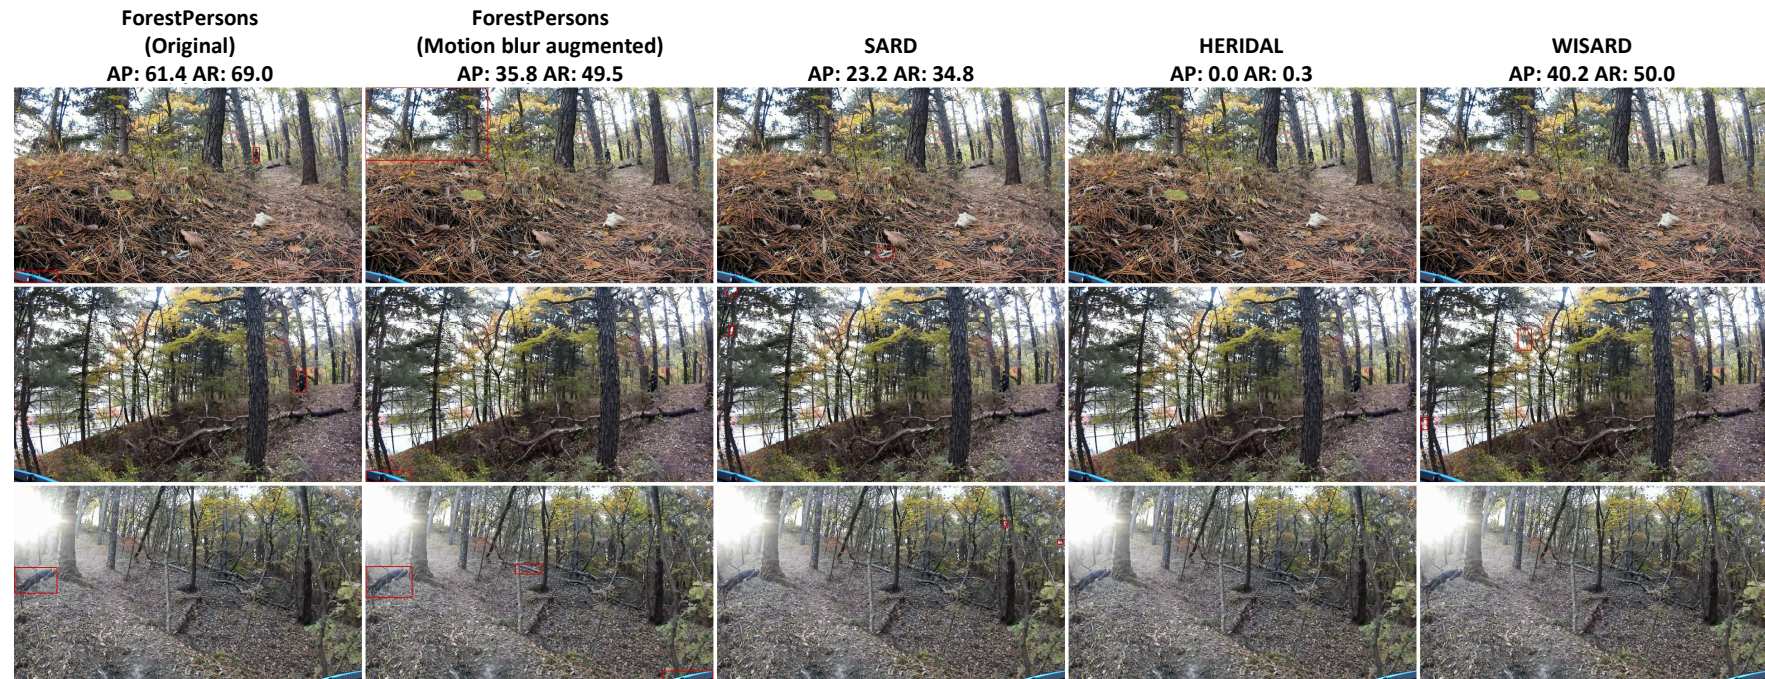 ForestPersons
(Original)
AP: 61.4 AR: 69.0
ForestPersons
(Motion blur augmented)
AP: 35.8 AR: 49.5
SARD
AP: 23.2 AR: 34.8
HERIDAL
AP: 0.0 AR: 0.3
WISARD
AP: 40.2 AR: 50.0